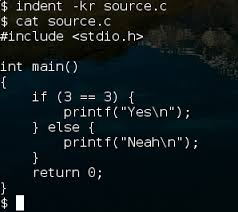 $ indent -kr source.c
$ cat source.c
#include <stdio.h>

int main()
{
    if (3 == 3) {
        printf("Yes\n");
    } else {
        printf("Neah\n");
    }
    return 0;
}
$